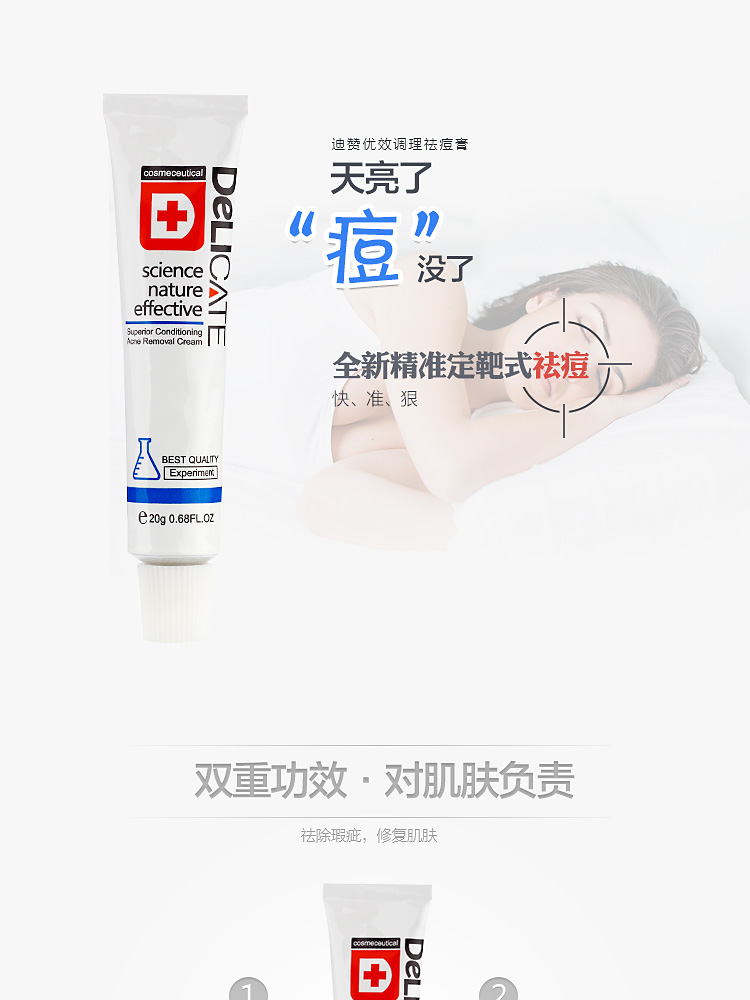 cosmeceutical
DeLICATE
science
nature
effective
Superior Conditioning
Acne Removal Cream
BEST QUALITY
Experiment
e 20g 0.68FL.OZ
迪赞优效调理祛痘膏
天亮了
“痘”没了
全新精准定靶式祛痘
快、准、狠
双重功效·对肌肤负责
祛除瑕疵，修复肌肤
cosmeceutical
DeL
1
2